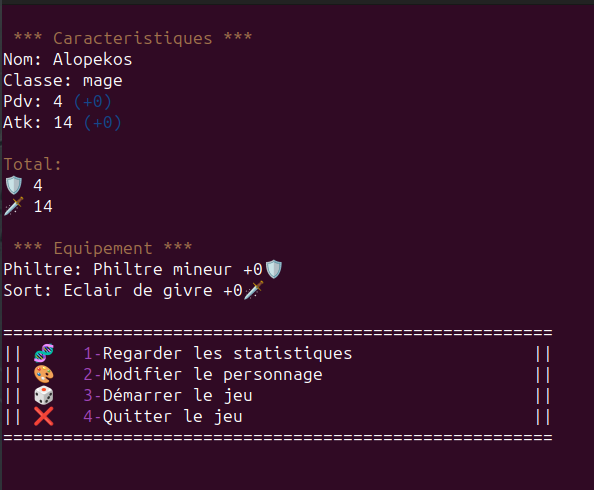 *** Caracteristiques ***
Nom: Alopekos
Classe: mage
Pdv: 4 (+0)
Atk: 14 (+0)
Total:
🛡️ 4
🗡️ 14
*** Equipement ***
Philtre: Philtre mineur +0🛡️
Sort: Eclair de givre +0🗡️
=======================================================
|| 🧬 1-Regarder les statistiques ||
|| 🎨 2-Modifier le personnage ||
|| 🎲 3-Démarrer le jeu ||
|| ❌ 4-Quitter le jeu ||
=======================================================